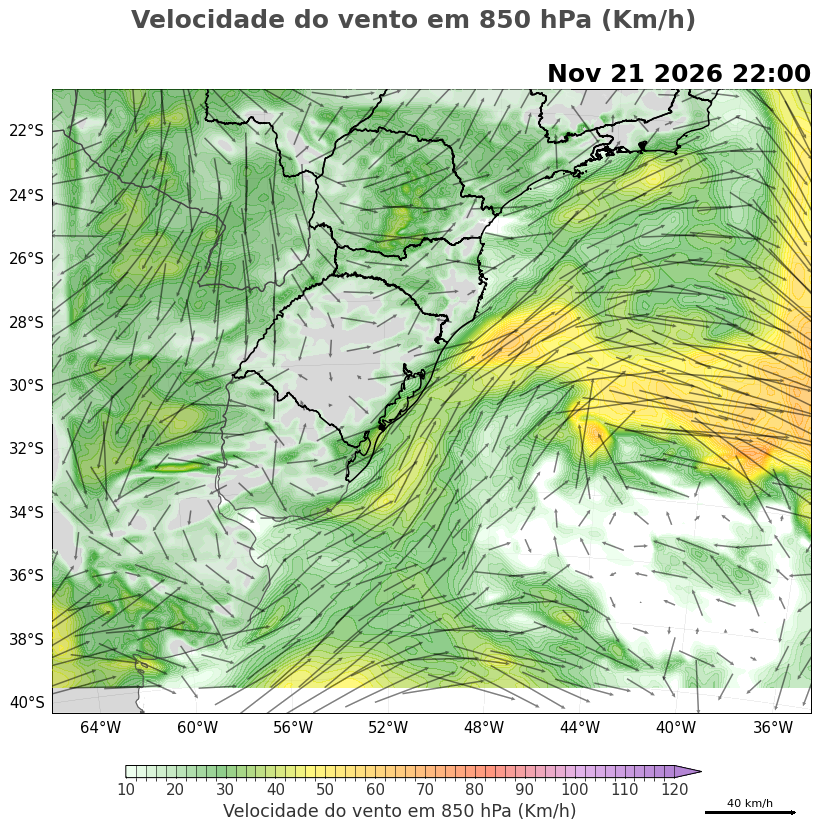 Velocidade do vento em 850 hPa (Km/h)
Nov 21 2026 22:00
22°S
24°S
26°S
28°S
30°S
32°S
34°S
36°S
38°S
40°S
64°W 60°W 56°W 52°W 48°W 44°W 40°W 36°W
10 20 30 40 50 60 70 80 90 100 110 120
Velocidade do vento em 850 hPa (Km/h)
40 km/h